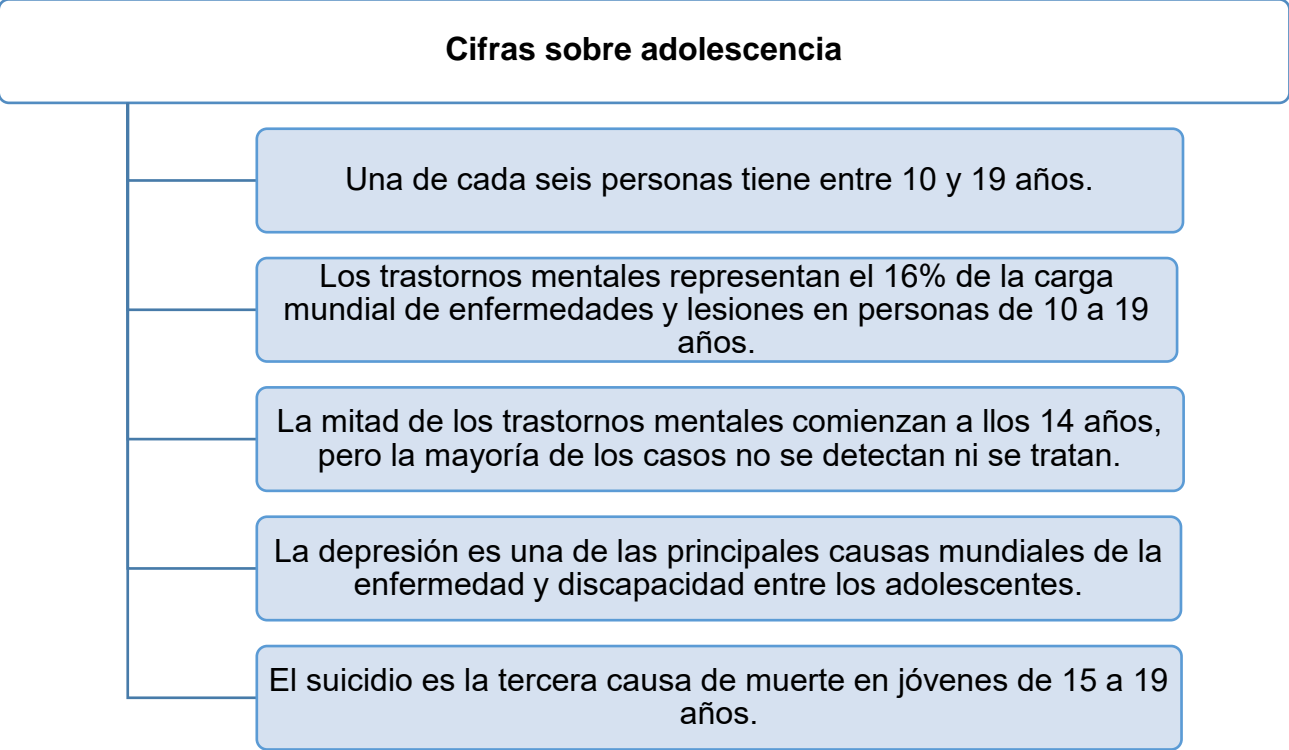 Cifras sobre adolescencia
Una de cada seis personas tiene entre 10 y 19 años.
Los trastornos mentales representan el 16% de la carga
mundial de enfermedades y lesiones en personas de 10 a 19
años.
La mitad de los trastornos mentales comienzan a llos 14 años,
pero la mayoría de los casos no se detectan ni se tratan.
La depresión es una de las principales causas mundiales de la
enfermedad y discapacidad entre los adolescentes.
El suicidio es la tercera causa de muerte en jóvenes de 15 a 19
años.